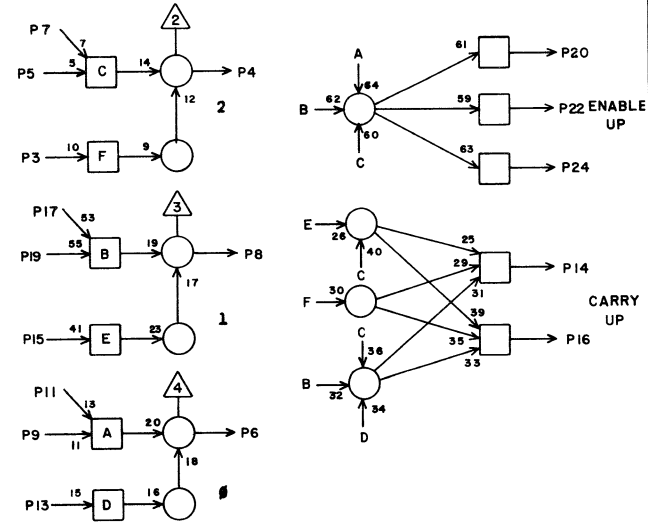 P7
7
P5
5
C
14
2
P4
12
2
P3
10
F
9
P17
53
P19
55
B
19
3
P8
17
1
P15
41
E
23
P11
13
P9
11
A
20
4
P6
18
0
P13
15
D
16
A
64
B
62
60
C
61
P20
59
P22
ENABLE
UP
63
P24
E
26
40
C
F
30
C
36
B
32
34
D
25
29
31
P14
CARRY
UP
39
35
33
P16